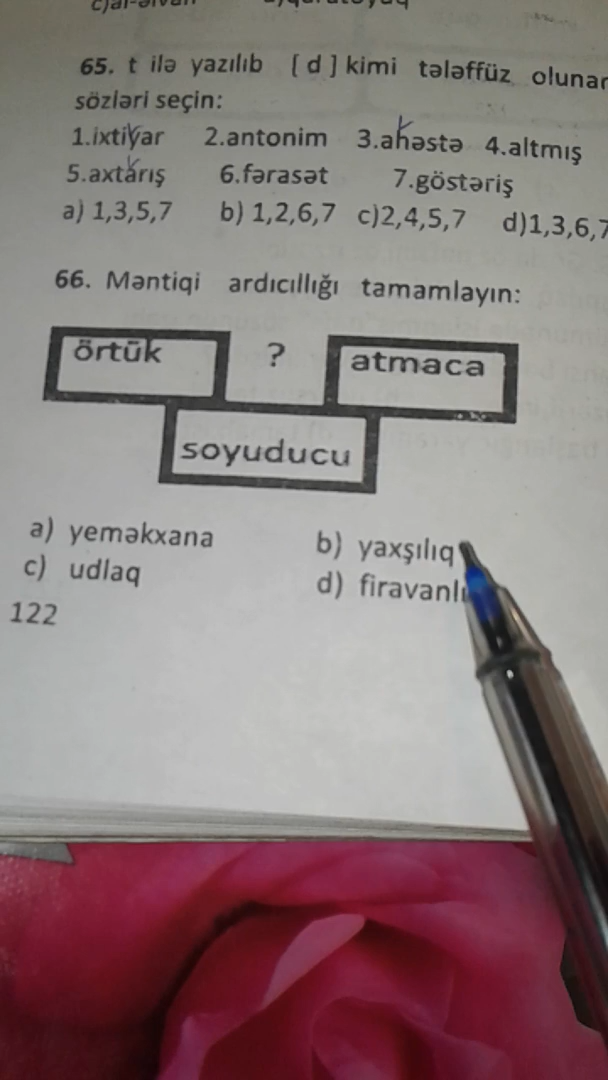 65. t ilə yazılıb [d] kimi tələffüz olunan
sözləri seçin:
1.ixtiyar 2.antonim 3.ahəstə 4.altmış
5.axtarış 6.fərasət 7.göstəriş
a) 1,3,5,7 b) 1,2,6,7 c)2,4,5,7 d)1,3,6,7
66. Məntiqi ardıcıllığı tamamlayın:
örtük ? atmaca
soyuducu
a) yeməkxana b) yaxşılıq
c) udlaq d)
122